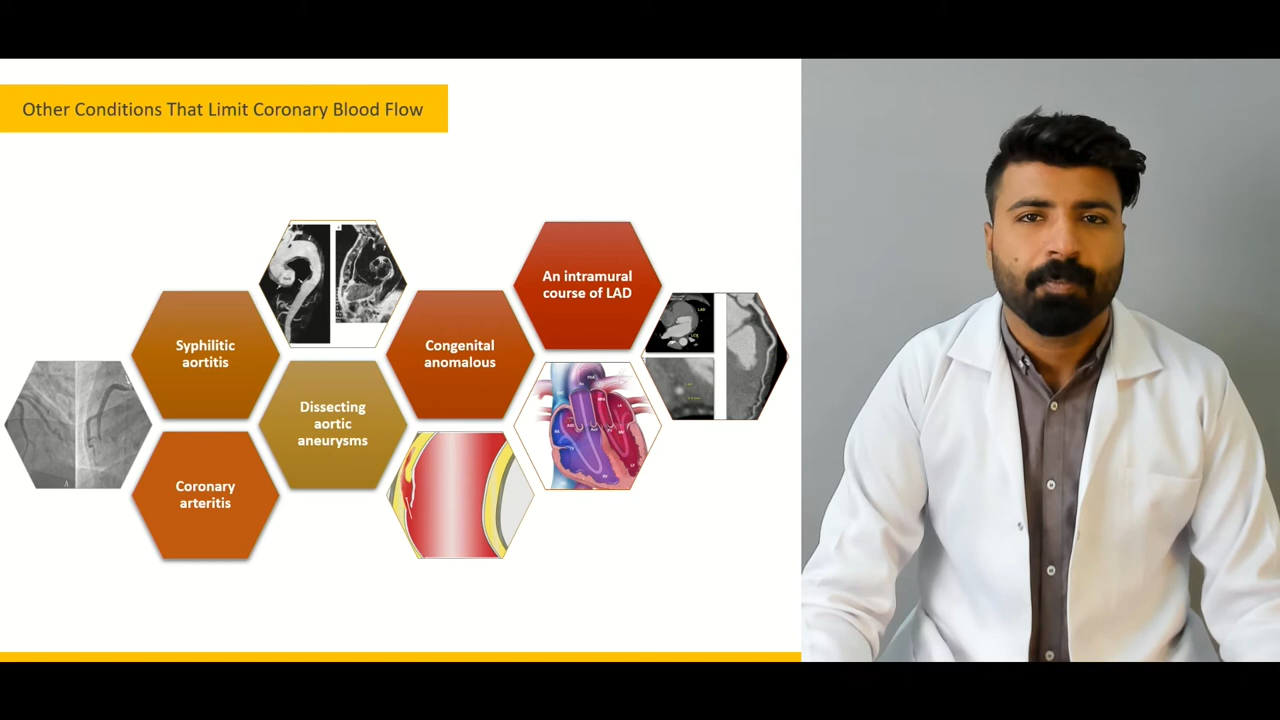 Other Conditions That Limit Coronary Blood Flow
An intramural
course of LAD
Syphilitic
aortitis
Congenital
anomalous
Dissecting
aortic
aneurysms
Coronary
arteritis